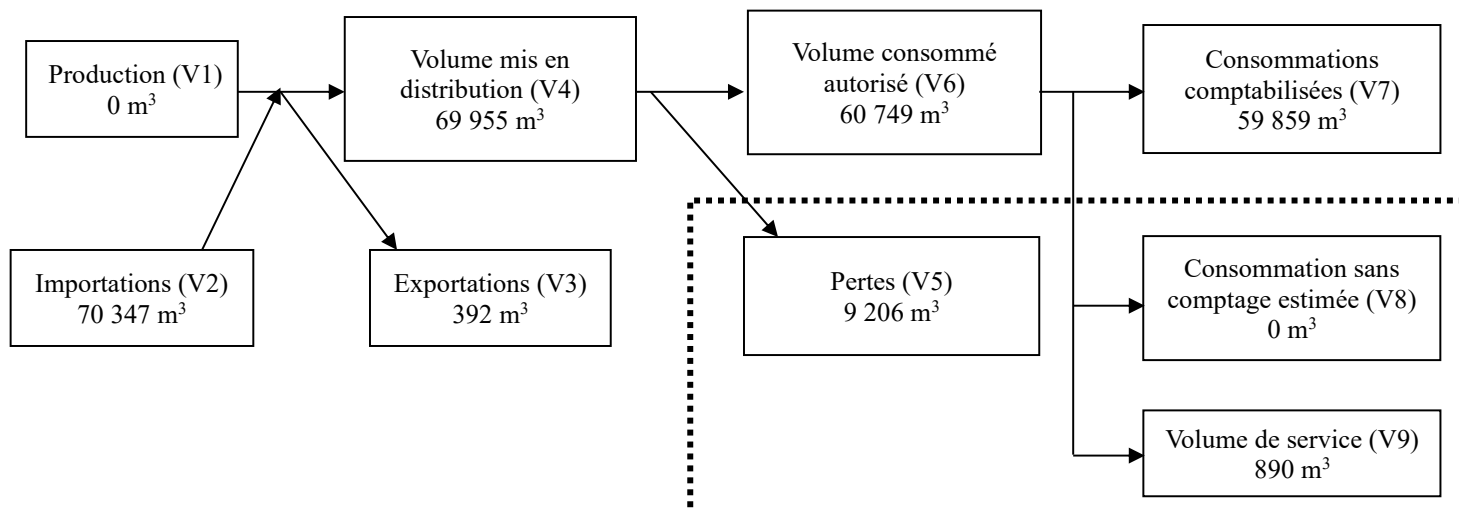 Production (V1)
0 m³
Volume mis en
distribution (V4)
69 955 m³
Volume consommé
autorisé (V6)
60 749 m³
Consommations
comptabilisées (V7)
59 859 m³
Importations (V2)
70 347 m³
Exportations (V3)
392 m³
Pertes (V5)
9 206 m³
Consommation sans
comptage estimée (V8)
0 m³
Volume de service (V9)
890 m³